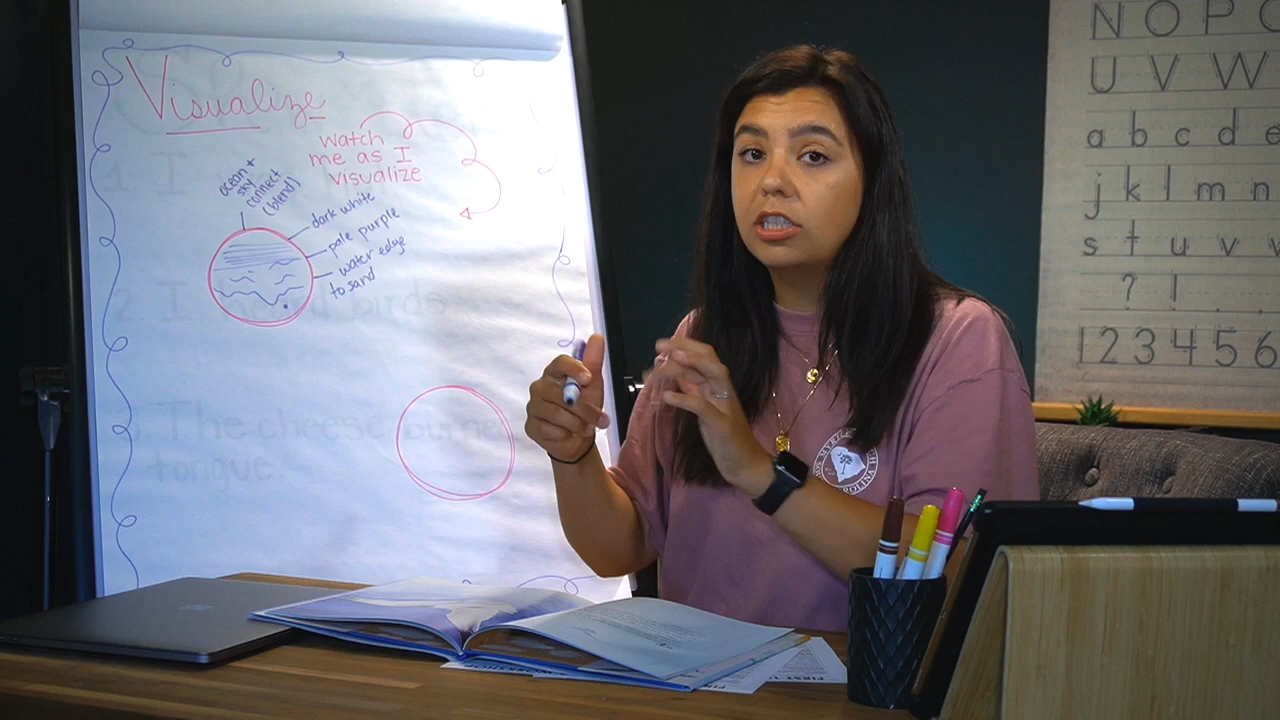 Visualize
watch
me as I
visualize
ocean +
sky
connect
(blend)
dark white
pale purple
water edge
to sand
1. I
2. I birds
The cheese burned
tongue.
N O P
U V W
a b c d e
j k l m n
s t u v
? !
1 2 3 4 5 6